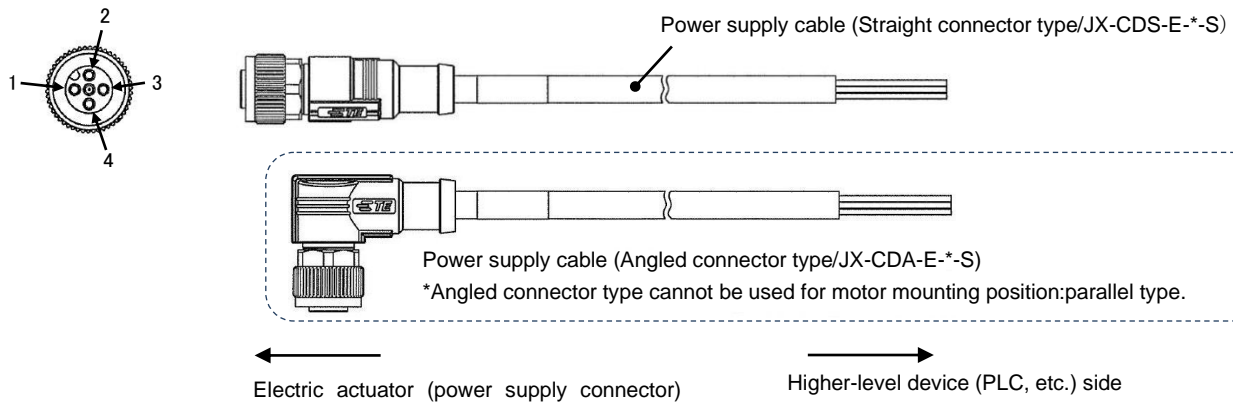 2
Power supply cable (Straight connector type/JX-CDS-E-*-S）
1
3
4
TE
TE
Power supply cable (Angled connector type/JX-CDA-E-*-S)
*Angled connector type cannot be used for motor mounting position:parallel type.
Electric actuator (power supply connector)
Higher-level device (PLC, etc.) side